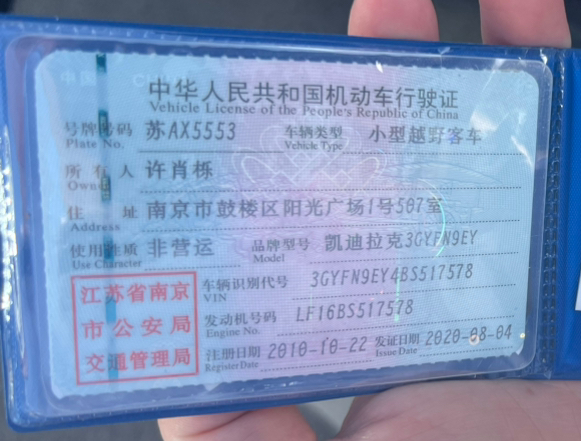 中华人民共和国机动车行驶证
Vehicle License of the People's Republic of China
号牌号码 苏AX5553 车辆类型 小型越野客车
Plate No. Vehicle Type
所有人 许肖栎
Owner
住址 南京市鼓楼区阳光广场1号507室
Address
使用性质 非营运 品牌型号 凯迪拉克3GYFN9EY
Use Character Model
江苏省南京
市公安局
交通管理局
车辆识别代号 3GYFN9EY4BS517578
VIN
发动机号码 LF16BS517578
Engine No.
注册日期 2010-10-22 发证日期 2020-08-04
Register Date Issue Date